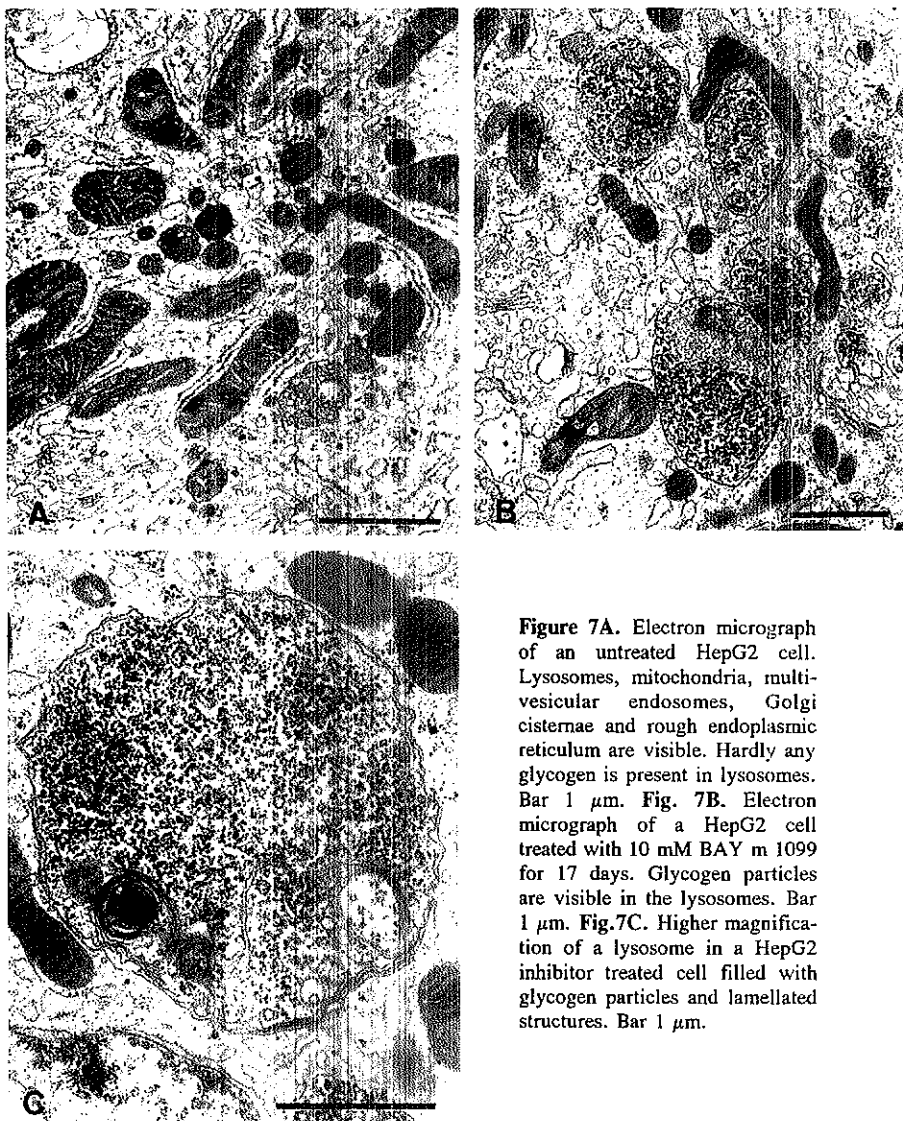 A
B
C
Figure 7A. Electron micrograph
of an untreated HepG2 cell.
Lysosomes, mitochondria, multi-
vesicular endosomes, Golgi
cisternae and rough endoplasmic
reticulum are visible. Hardly any
glycogen is present in lysosomes.
Bar 1 μm. Fig. 7B. Electron
micrograph of a HepG2 cell
treated with 10 mM BAY m 1099
for 17 days. Glycogen particles
are visible in the lysosomes. Bar
1 μm. Fig.7C. Higher magnifica-
tion of a lysosome in a HepG2
inhibitor treated cell filled with
glycogen particles and lamellated
structures. Bar 1 μm.